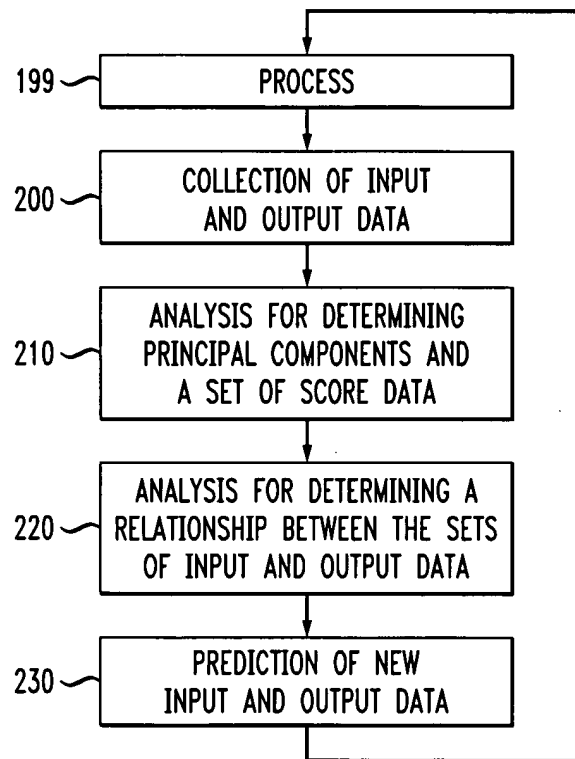 199 PROCESS
200 COLLECTION OF INPUT
AND OUTPUT DATA
210 ANALYSIS FOR DETERMINING
PRINCIPAL COMPONENTS AND
A SET OF SCORE DATA
220 ANALYSIS FOR DETERMINING A
RELATIONSHIP BETWEEN THE SETS
OF INPUT AND OUTPUT DATA
230 PREDICTION OF NEW
INPUT AND OUTPUT DATA